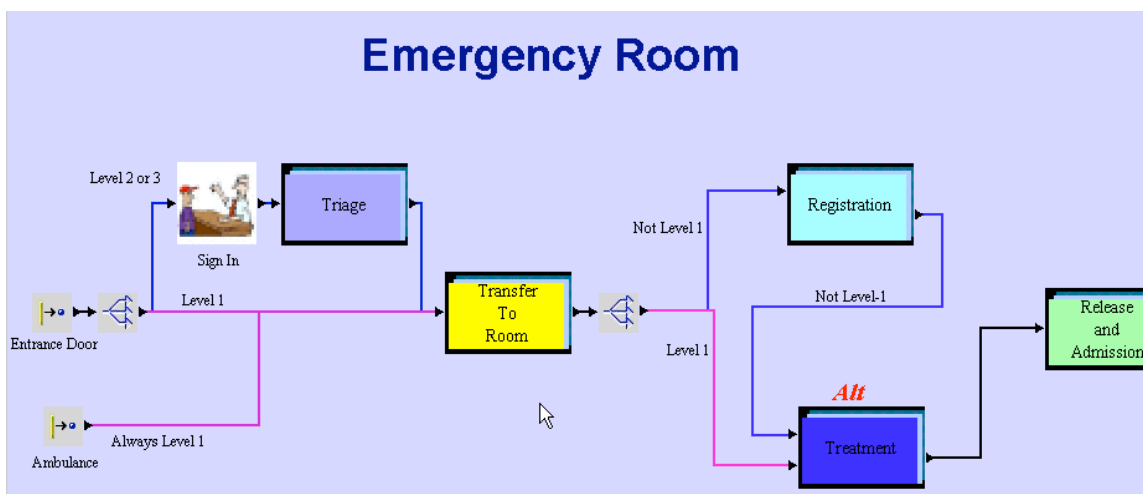 Emergency Room
Level 2 or 3
Sign In
Triage
Level 1
Entrance Door
Always Level 1
Ambulance
Transfer
To
Room
Not Level 1
Level 1
Registration
Not Level-1
Alt
Treatment
Release
and
Admission